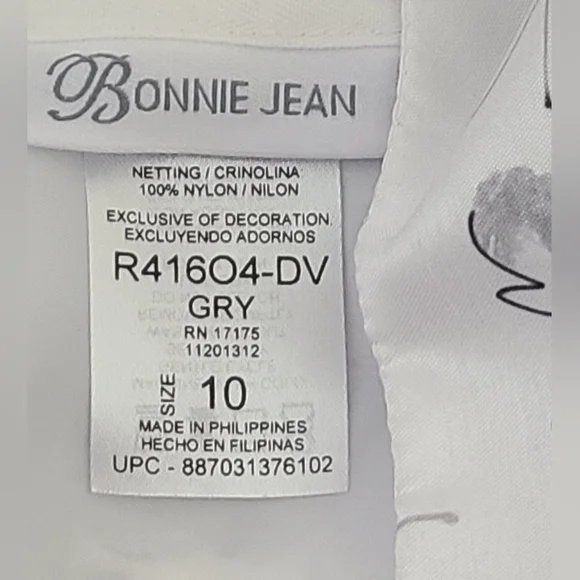 BONNIE JEAN
NETTING / CRINOLINA
100% NYLON / NILON
EXCLUSIVE OF DECORATION
EXCLUYENDO ADORNOS
R416O4-DV
GRY
RN 17175
11201312
SIZE 10
MADE IN PHILIPPINES
HECHO EN FILIPINAS
UPC - 887031376102